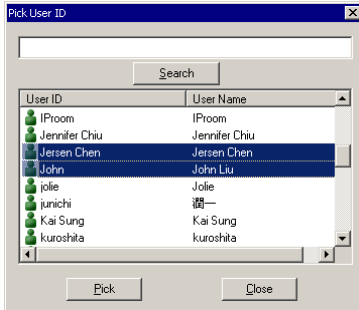 Pick User ID
Search
User ID User Name
IProom IProom
Jennifer Chiu Jennifer Chiu
Jersen Chen Jersen Chen
John John Liu
jolie Jolie
junichi 潤一
Kai Sung Kai Sung
kuroshita kuroshita
Pick Close